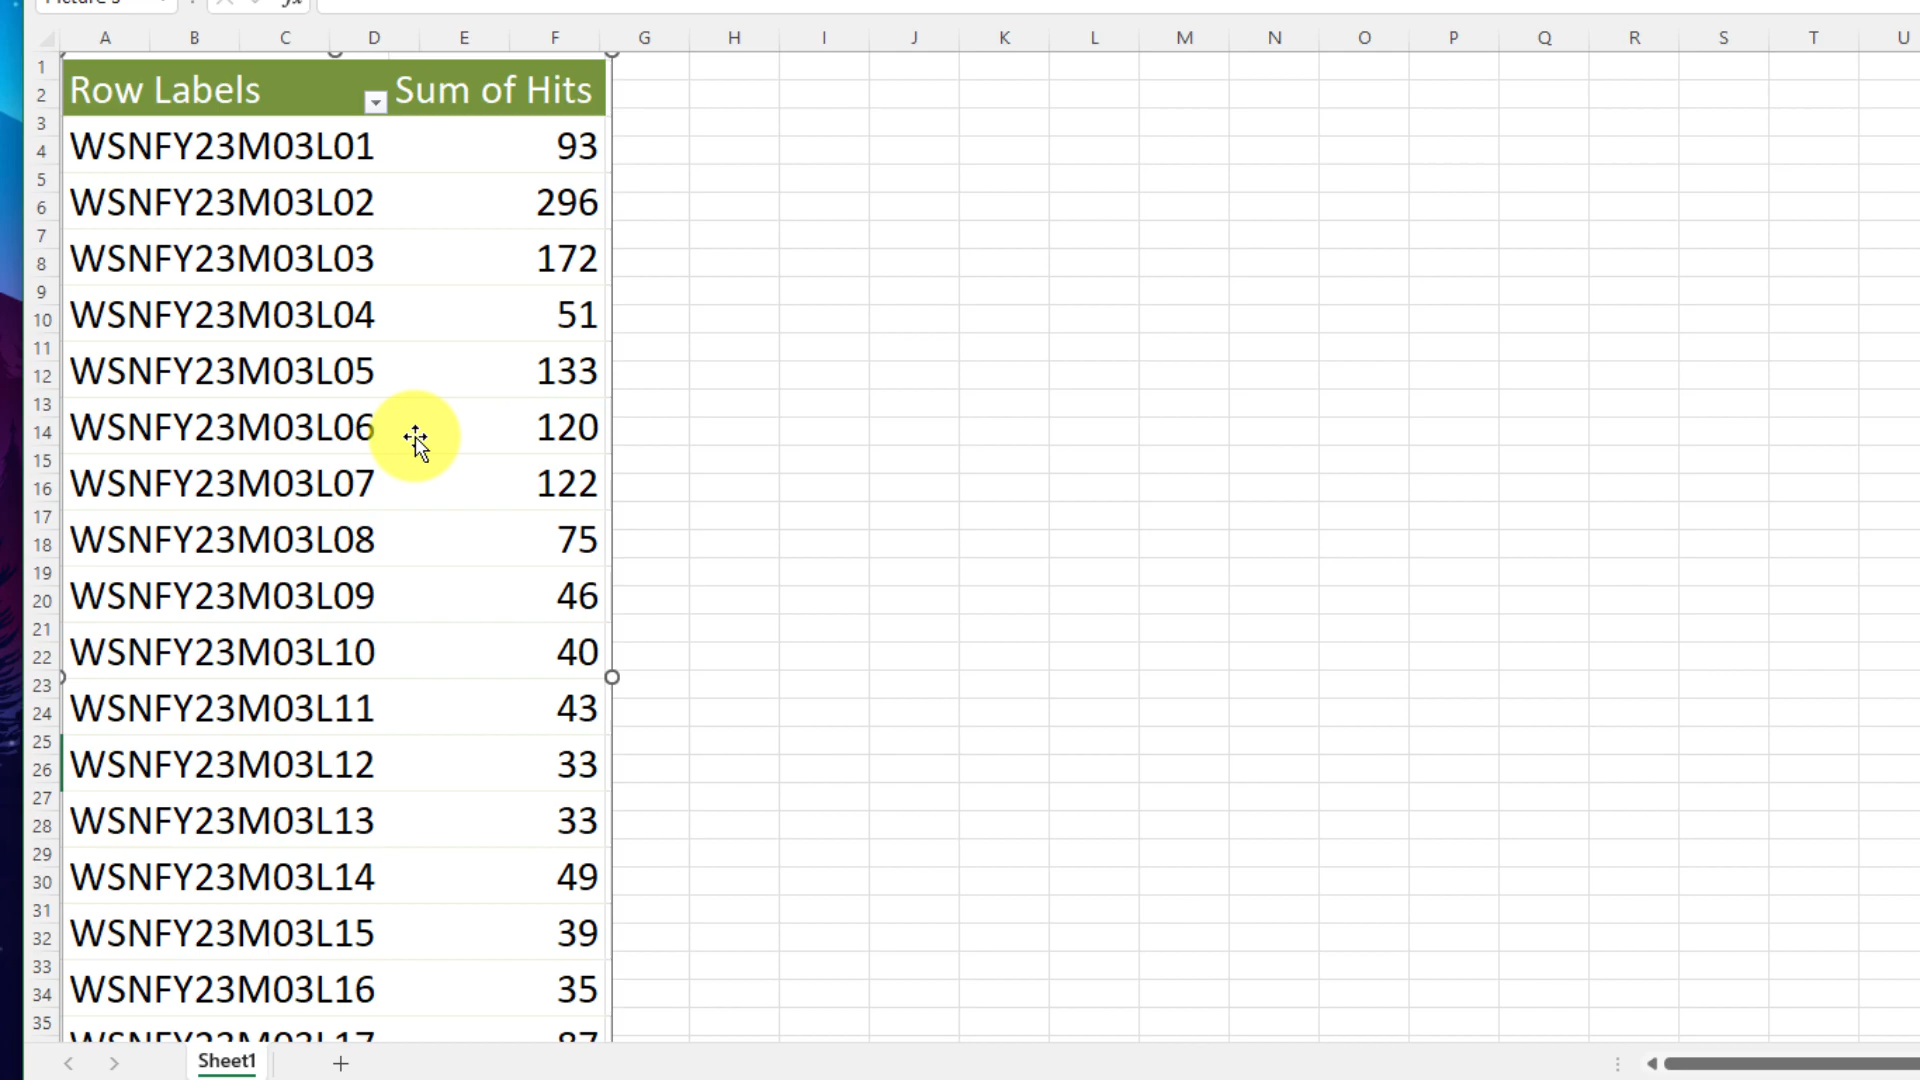 fx
A B C D E F G H I J K L M N O P Q R S T U
1
2 Row Labels Sum of Hits
3
4 WSNFY23M03L01 93
5
6 WSNFY23M03L02 296
7
8 WSNFY23M03L03 172
9
10 WSNFY23M03L04 51
11
12 WSNFY23M03L05 133
13
14 WSNFY23M03L06 120
15
16 WSNFY23M03L07 122
17
18 WSNFY23M03L08 75
19
20 WSNFY23M03L09 46
21
22 WSNFY23M03L10 40
23
24 WSNFY23M03L11 43
25
26 WSNFY23M03L12 33
27
28 WSNFY23M03L13 33
29
30 WSNFY23M03L14 49
31
32 WSNFY23M03L15 39
33
34 WSNFY23M03L16 35
35
WSNFY23M03L17 87
Sheet1